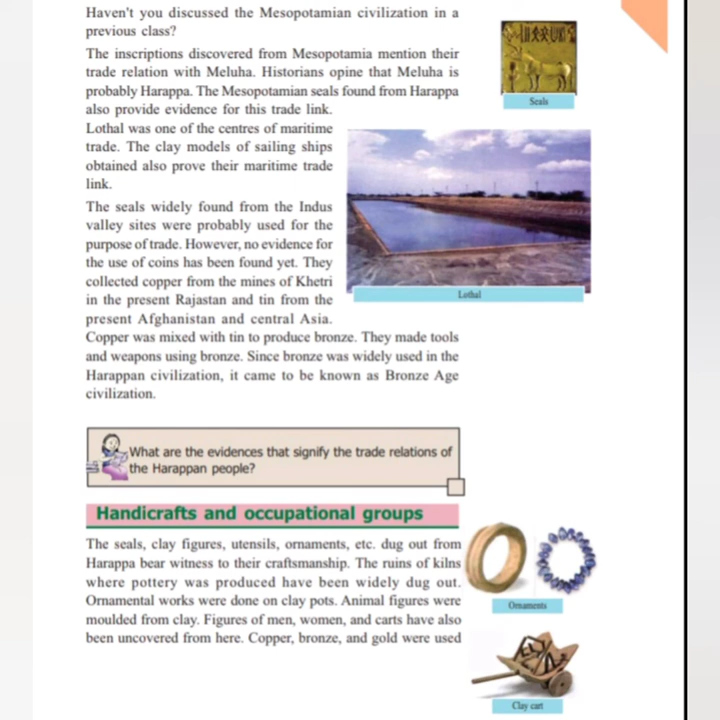 Haven't you discussed the Mesopotamian civilization in a
previous class?
The inscriptions discovered from Mesopotamia mention their
trade relation with Meluha. Historians opine that Meluha is
probably Harappa. The Mesopotamian seals found from Harappa
also provide evidence for this trade link.
Seals
Lothal was one of the centres of maritime
trade. The clay models of sailing ships
obtained also prove their maritime trade
link.
The seals widely found from the Indus
valley sites were probably used for the
purpose of trade. However, no evidence for
the use of coins has been found yet. They
collected copper from the mines of Khetri
in the present Rajastan and tin from the
present Afghanistan and central Asia.
Lothal
Copper was mixed with tin to produce bronze. They made tools
and weapons using bronze. Since bronze was widely used in the
Harappan civilization, it came to be known as Bronze Age
civilization.
What are the evidences that signify the trade relations of
the Harappan people?
Handicrafts and occupational groups
The seals, clay figures, utensils, ornaments, etc. dug out from
Harappa bear witness to their craftsmanship. The ruins of kilns
where pottery was produced have been widely dug out.
Ornamental works were done on clay pots. Animal figures were
moulded from clay. Figures of men, women, and carts have also
been uncovered from here. Copper, bronze, and gold were used
Ornaments
Clay cart